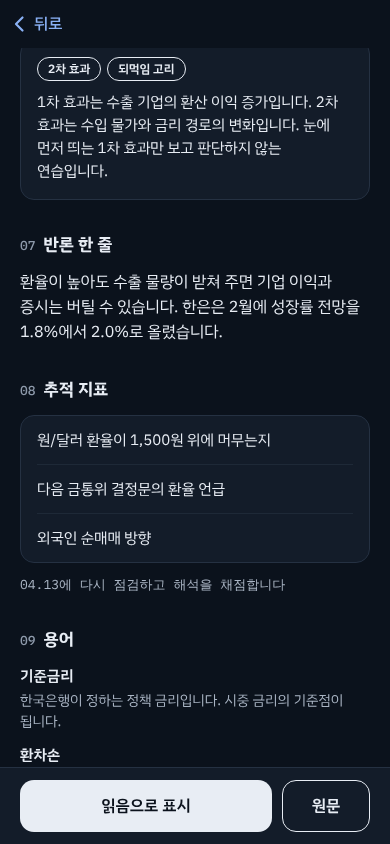 뒤로
2차 효과 되먹임 고리
1차 효과는 수출 기업의 환산 이익 증가입니다. 2차
효과는 수입 물가와 금리 경로의 변화입니다. 눈에
먼저 띄는 1차 효과만 보고 판단하지 않는
연습입니다.
07 반론 한 줄
환율이 높아도 수출 물량이 받쳐 주면 기업 이익과
증시는 버틸 수 있습니다. 한은은 2월에 성장률 전망을
1.8%에서 2.0%로 올렸습니다.
08 추적 지표
원/달러 환율이 1,500원 위에 머무는지
다음 금통위 결정문의 환율 언급
외국인 순매매 방향
04.13에 다시 점검하고 해석을 채점합니다
09 용어
기준금리
한국은행이 정하는 정책 금리입니다. 시중 금리의 기준점이
됩니다.
환차손
읽음으로 표시 원문